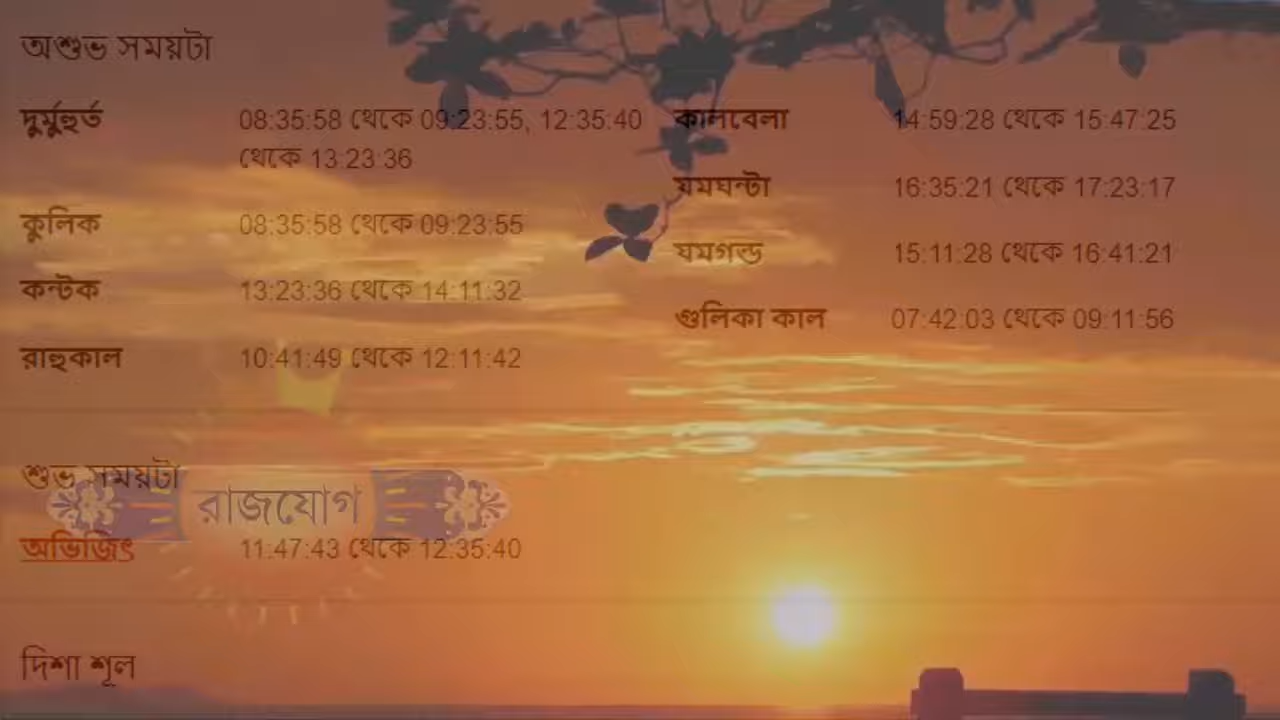 অশুভ সময়টা
দুর্মুহুর্ত 08:35:58 থেকে 09:23:55, 12:35:40 থেকে 13:23:36
কুলিক 08:35:58 থেকে 09:23:55
কন্টক 13:23:36 থেকে 14:11:32
রাহুকাল 10:41:49 থেকে 12:11:42
কালবেলা 14:59:28 থেকে 15:47:25
যমঘন্টা 16:35:21 থেকে 17:23:17
যমগন্ড 15:11:28 থেকে 16:41:21
গুলিকা কাল 07:42:03 থেকে 09:11:56
শুভ সময়টা
রাজযোগ
অভিজিৎ 11:47:43 থেকে 12:35:40
দিশা শূল